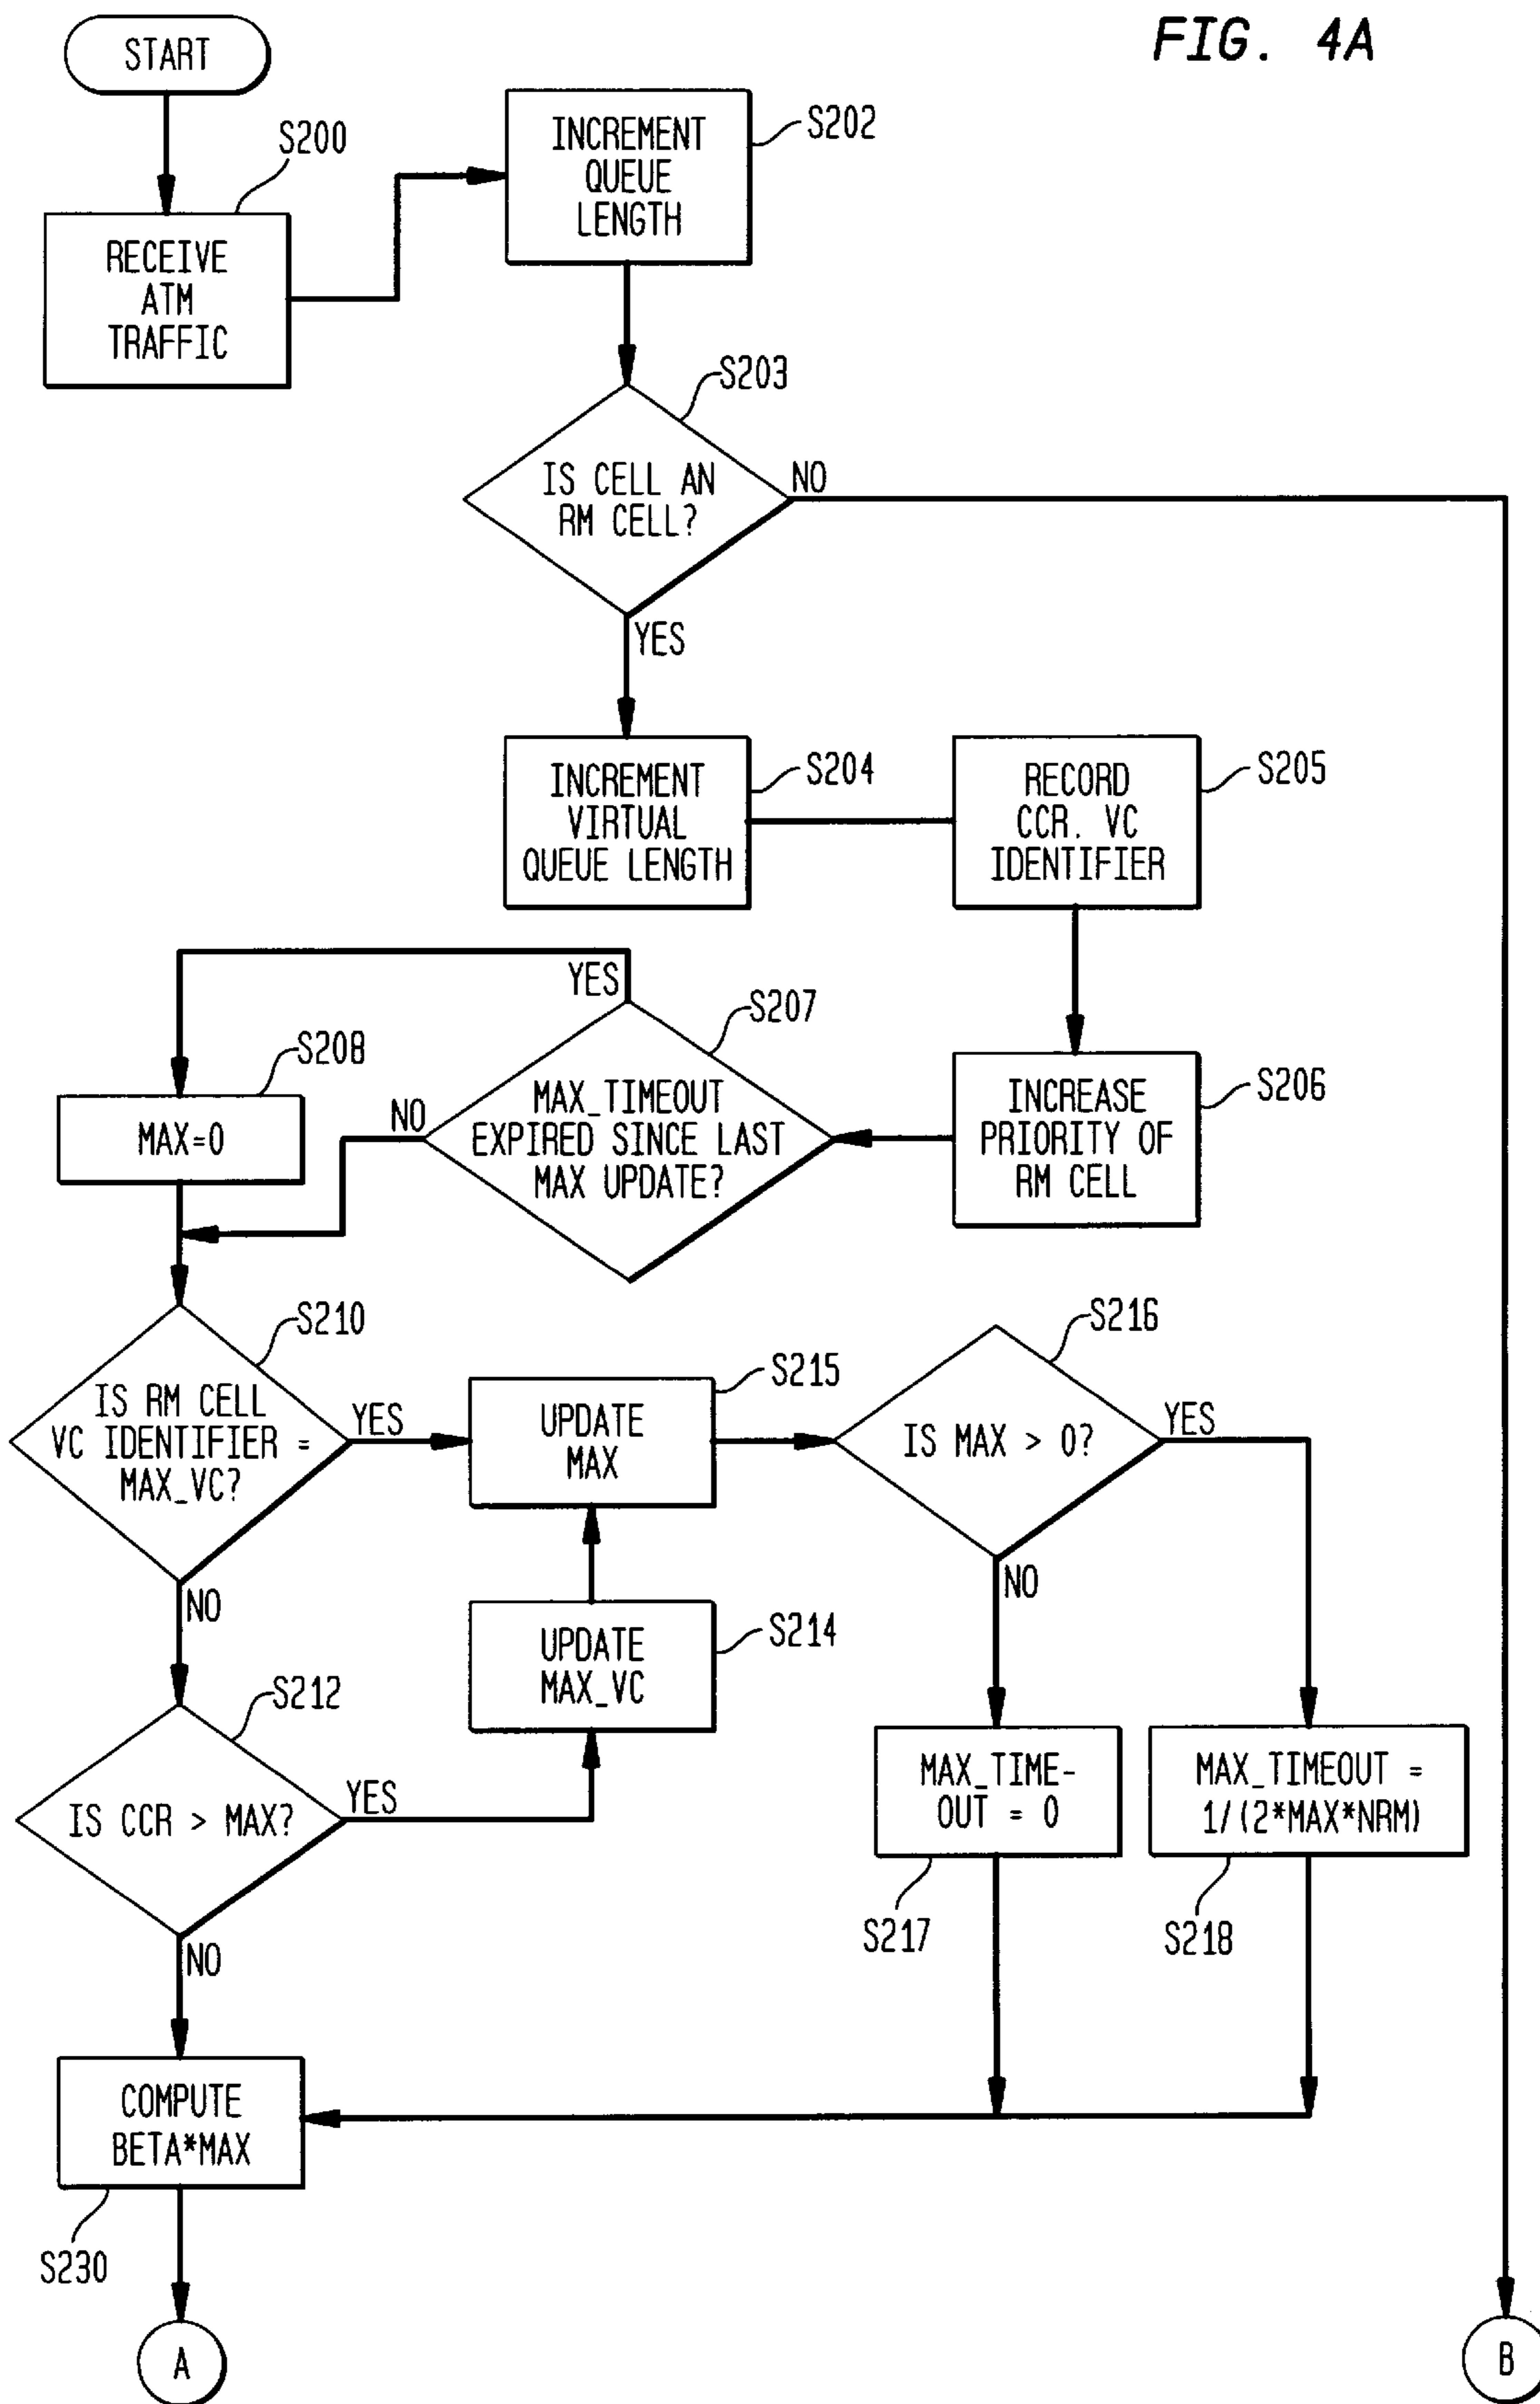 FIG. 4A
START
S200
RECEIVE
ATM
TRAFFIC
INCREMENT
QUEUE
LENGTH
S202
S203
IS CELL AN
RM CELL?
NO
YES
INCREMENT
VIRTUAL
QUEUE LENGTH
S204
RECORD
CCR. VC
IDENTIFIER
S205
YES
S207
MAX_TIMEOUT
EXPIRED SINCE LAST
MAX UPDATE?
NO
INCREASE
PRIORITY OF
RM CELL
S206
S208
MAX=0
S210
IS RM CELL
VC IDENTIFIER =
MAX_VC?
YES
NO
UPDATE
MAX
S215
S216
IS MAX > 0?
YES
NO
UPDATE
MAX_VC
S214
S212
IS CCR > MAX?
YES
NO
MAX_TIME-
OUT = 0
S217
MAX_TIMEOUT =
1/(2*MAX*NRM)
S218
COMPUTE
BETA*MAX
S230
A
B